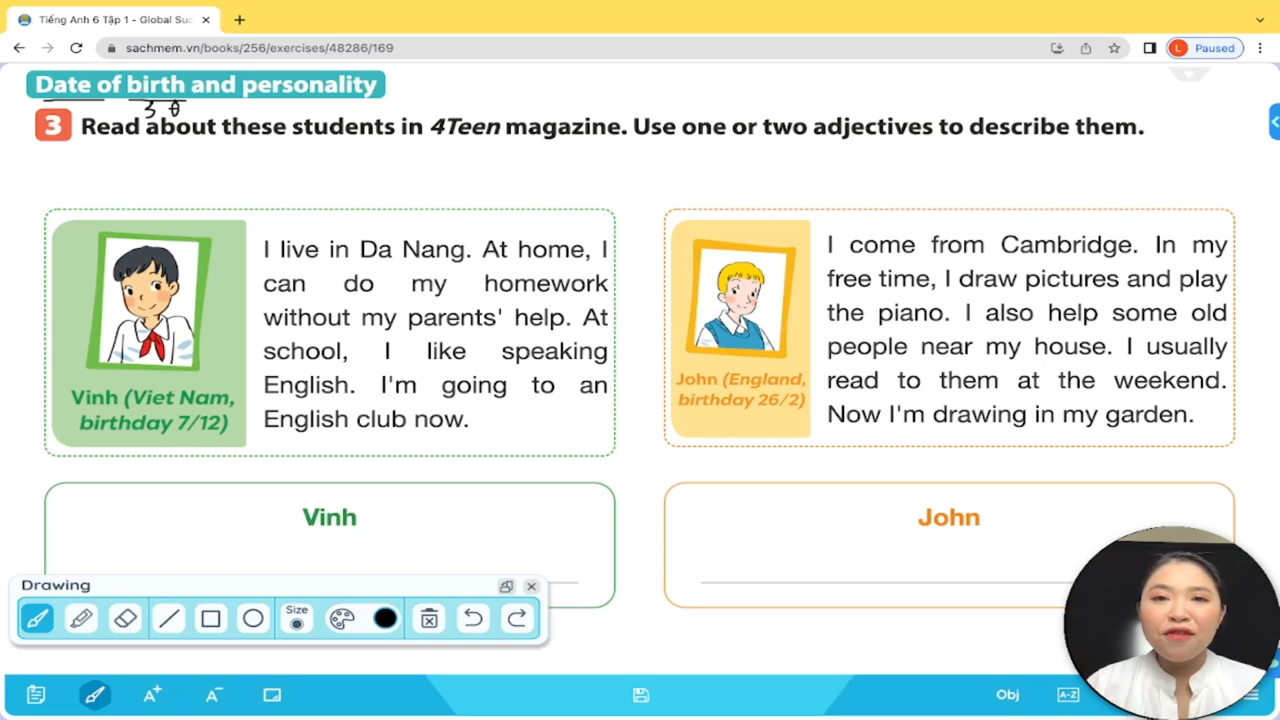 Tiếng Anh 6 Tập 1 - Global Suc
sachmem.vn/books/256/exercises/48286/169
L Paused
Date of birth and personality
3 θ
3 Read about these students in 4Teen magazine. Use one or two adjectives to describe them.
I live in Da Nang. At home, I
can do my homework
without my parents' help. At
school, I like speaking
English. I'm going to an
English club now.
Vinh (Viet Nam,
birthday 7/12)
I come from Cambridge. In my
free time, I draw pictures and play
the piano. I also help some old
people near my house. I usually
read to them at the weekend.
Now I'm drawing in my garden.
John (England,
birthday 26/2)
Vinh
John
Drawing
Size
A+ A- Obj A-Z